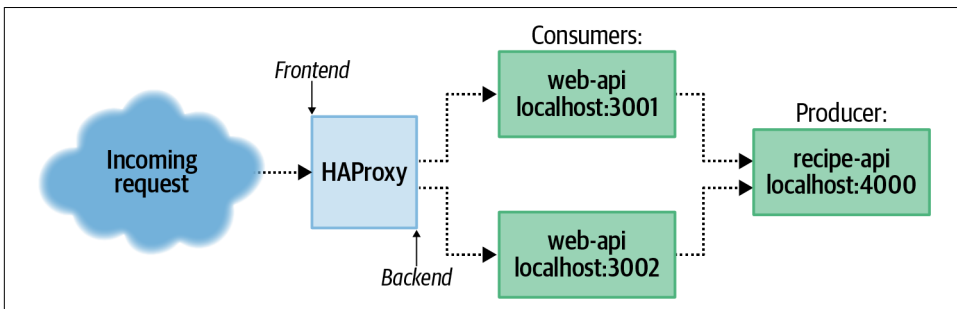 Consumers:
Frontend
web-api
localhost:3001
Producer:
Incoming
request
HAProxy
recipe-api
localhost:4000
web-api
localhost:3002
Backend